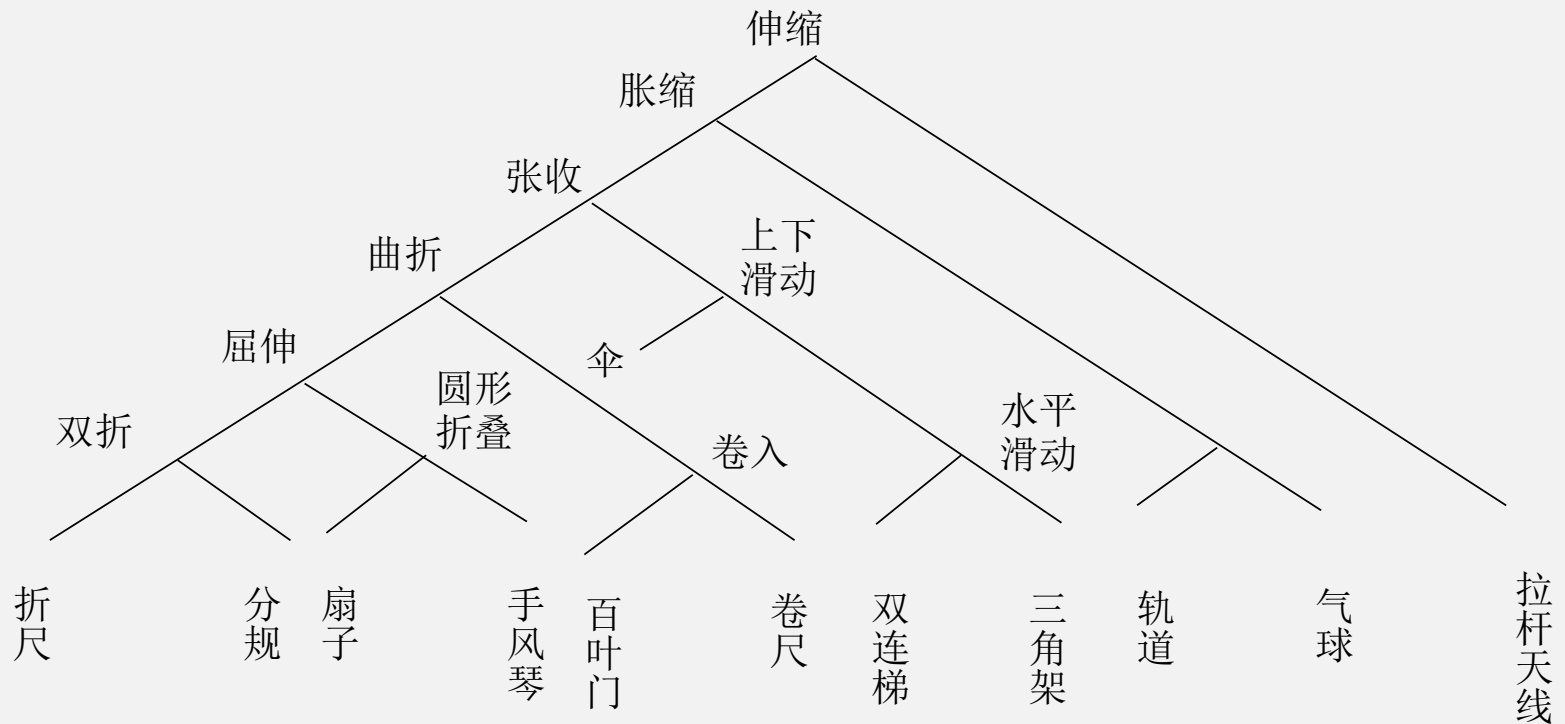 伸缩
胀缩
张收
曲折
上下
滑动
屈伸
伞
圆形
折叠
双折
水平
滑动
卷入
折尺
分规
扇子
手风琴
百叶门
卷尺
双连梯
三角架
轨道
气球
拉杆天线